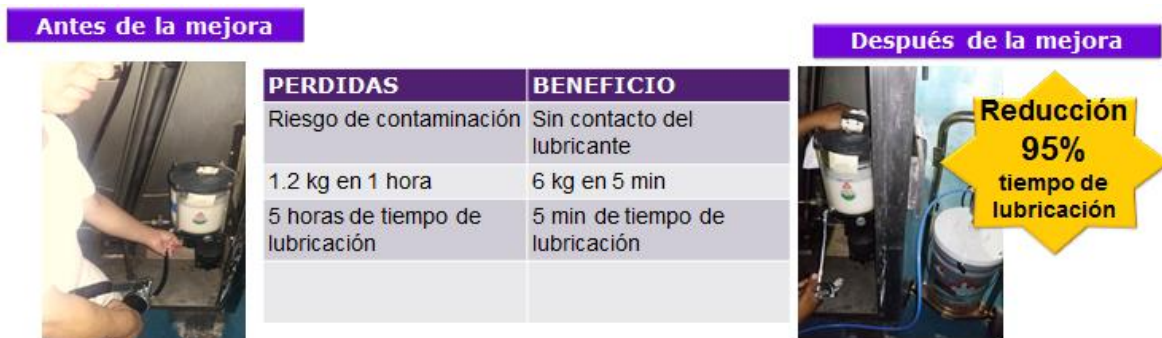 Antes de la mejora
Después de la mejora
PERDIDAS BENEFICIO
Riesgo de contaminación Sin contacto del
lubricante
1.2 kg en 1 hora 6 kg en 5 min
5 horas de tiempo de 5 min de tiempo de
lubricación lubricación
Reducción
95%
tiempo de
lubricación